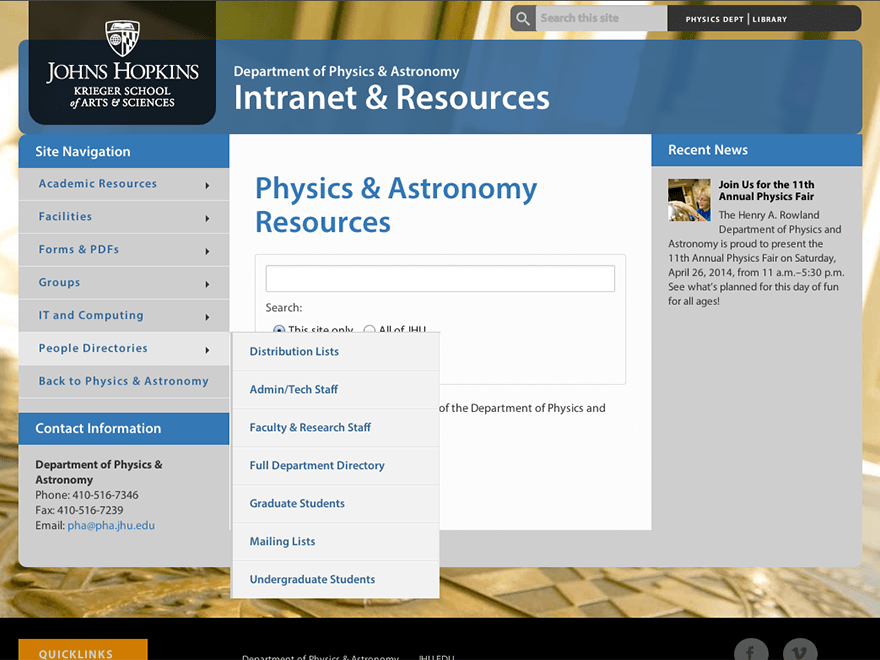 Search this site
PHYSICS DEPT | LIBRARY
JOHNS HOPKINS
KRIEGER SCHOOL
of ARTS & SCIENCES
Department of Physics & Astronomy
Intranet & Resources
Site Navigation
Academic Resources
Facilities
Forms & PDFs
Groups
IT and Computing
People Directories
Back to Physics & Astronomy
Contact Information
Department of Physics &
Astronomy
Phone: 410-516-7346
Fax: 410-516-7239
Email: pha@pha.jhu.edu
Physics & Astronomy
Resources
Search:
This site only
All of JHU
of the Department of Physics and
Distribution Lists
Admin/Tech Staff
Faculty & Research Staff
Full Department Directory
Graduate Students
Mailing Lists
Undergraduate Students
Recent News
Join Us for the 11th
Annual Physics Fair
The Henry A. Rowland
Department of Physics and
Astronomy is proud to present the
11th Annual Physics Fair on Saturday,
April 26, 2014, from 11 a.m.–5:30 p.m.
See what's planned for this day of fun
for all ages!
QUICKLINKS
Department of Physics & Astronomy
JHU.EDU